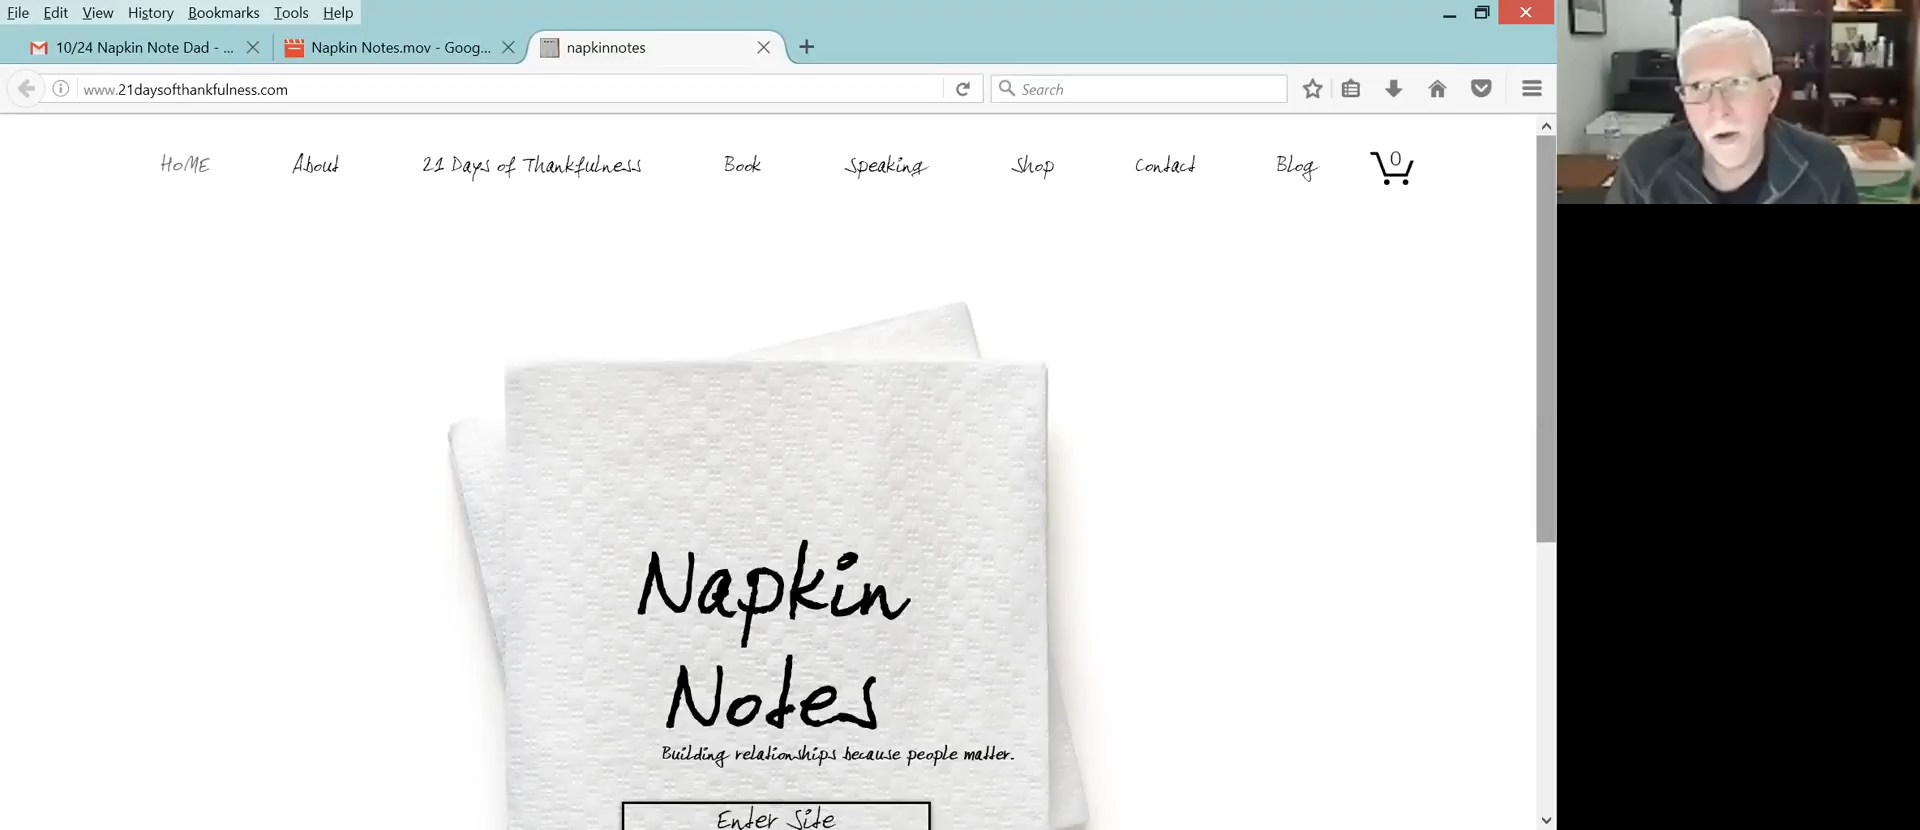 File Edit View History Bookmarks Tools Help
10/24 Napkin Note Dad - ... Napkin Notes.mov - Goog... napkinnotes
www.21daysofthankfulness.com Search
HoME About 21 Days of Thankfulness Book Speaking Shop Contact Blog 0
Napkin
Notes
Building relationships because people matter.
Enter Site